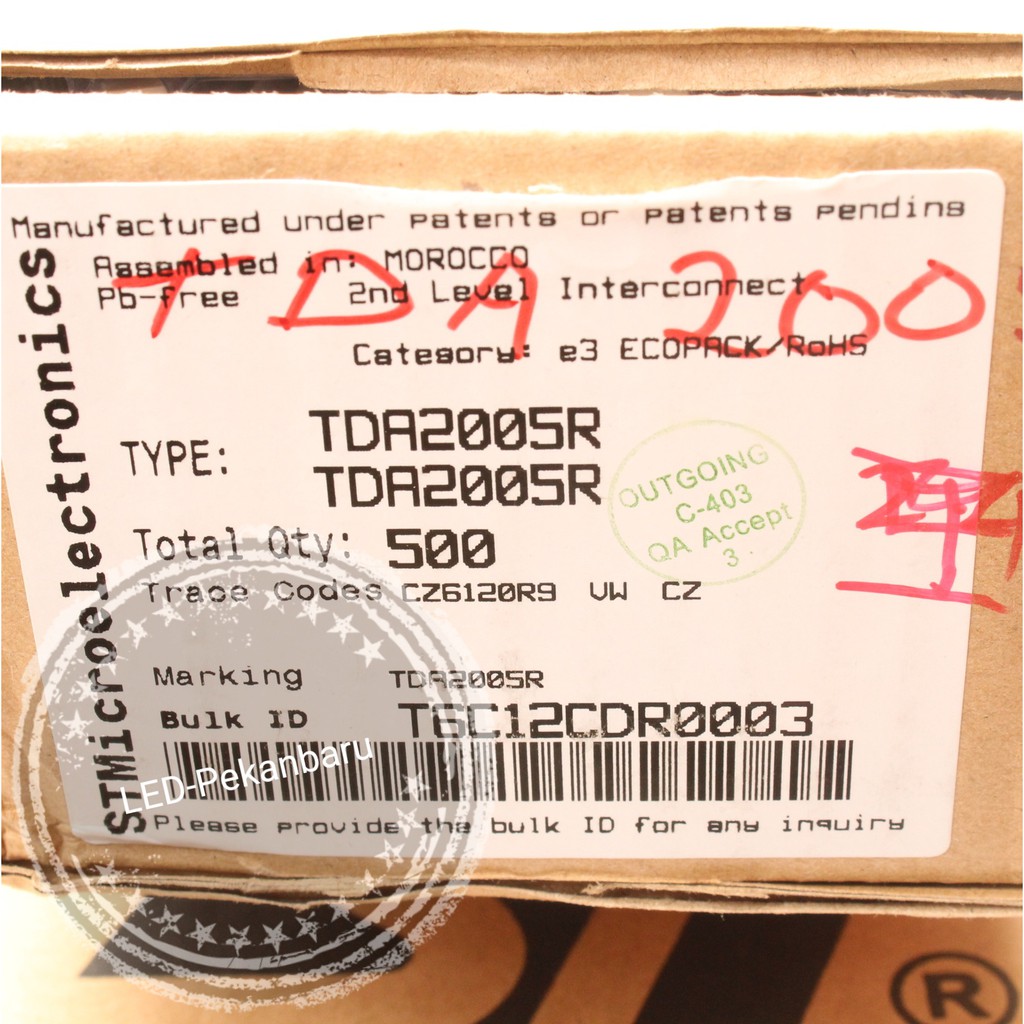 Manufactured under patents or patents pending
Assembled in: MOROCCO
Pb-free 2nd Level Interconnect
TDA 200
Category: e3 ECOPACK/RoHS
STMicroelectronics
TYPE: TDA2005R
TDA2005R
OUTGOING
C-403
QA Accept
3.
Total Qty: 500
Trace Codes CZ6120R9 VW CZ
Marking TDA2005R
Bulk ID T6C12CDR0003
LED-Pekanbaru
Please provide the bulk ID for any inquiry
®